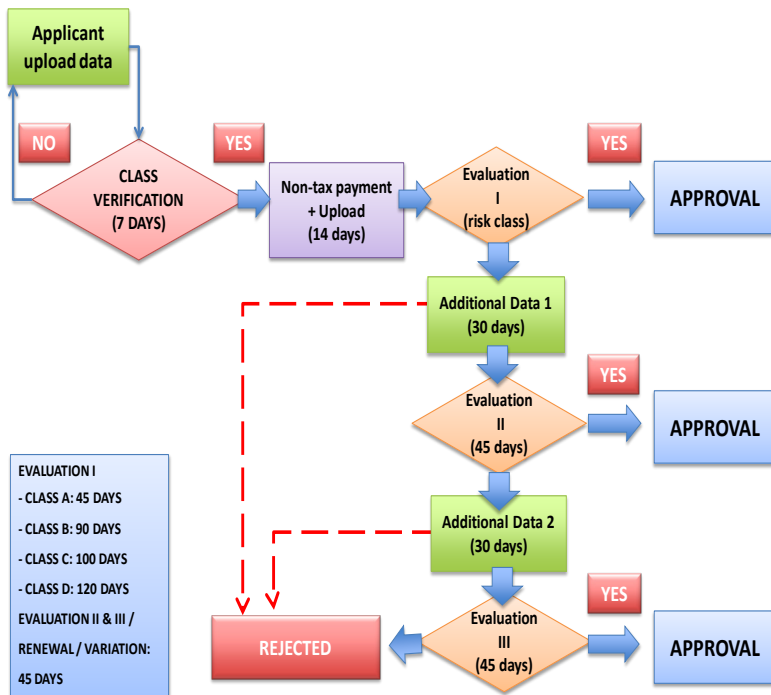 Applicant
upload data
NO
YES
CLASS
VERIFICATION
(7 DAYS)
Non-tax payment
+ Upload
(14 days)
Evaluation
I
(risk class)
YES
APPROVAL
Additional Data 1
(30 days)
Evaluation
II
(45 days)
YES
APPROVAL
Additional Data 2
(30 days)
Evaluation
III
(45 days)
YES
APPROVAL
REJECTED
EVALUATION I
- CLASS A: 45 DAYS
- CLASS B: 90 DAYS
- CLASS C: 100 DAYS
- CLASS D: 120 DAYS
EVALUATION II & III /
RENEWAL / VARIATION:
45 DAYS